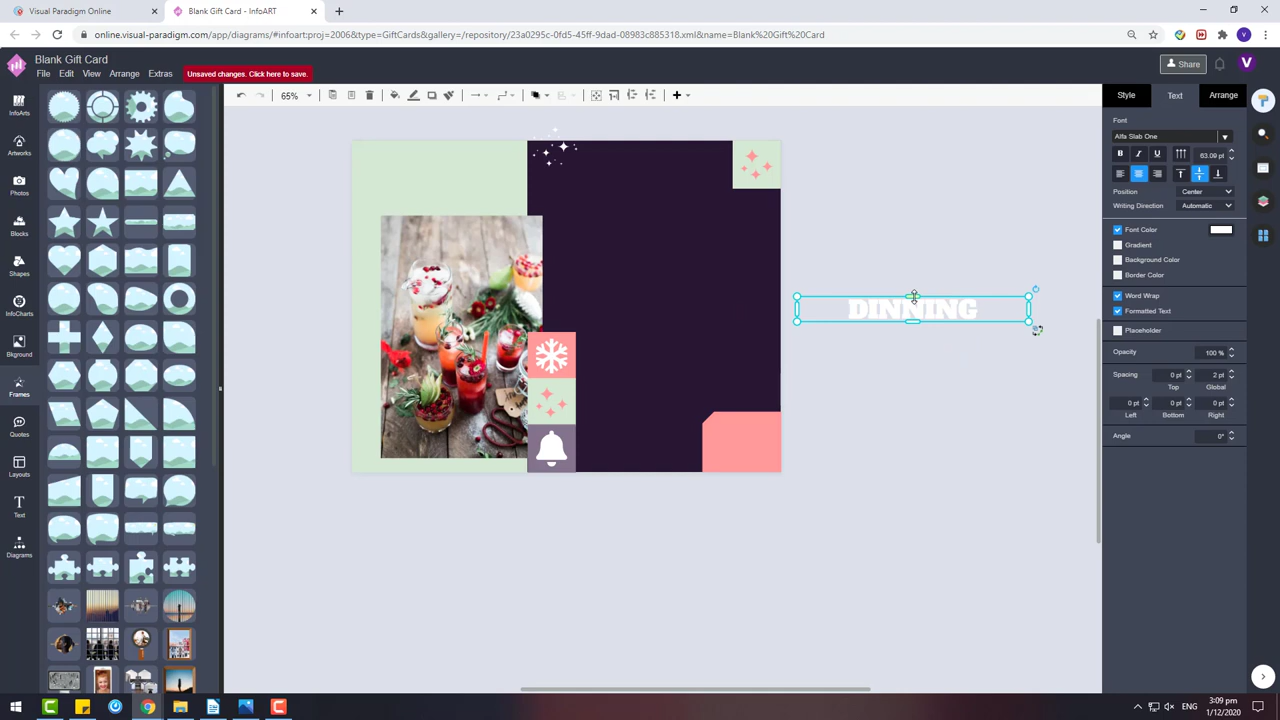 Visual Paradigm Online
Blank Gift Card - InfoART
online.visual-paradigm.com/app/diagrams/#infoart:proj=2006&type=GiftCards&gallery=/repository/23a0295c-0fd5-45ff-9dad-08983c885318.xml&name=Blank%20Gift%20Card
V
Blank Gift Card
File Edit View Arrange Extras
Unsaved changes. Click here to save.
Share
V
InfoArts
Artworks
Photos
Blocks
Shapes
InfoCharts
Bkground
Frames
Quotes
Layouts
Text
Diagrams
65%
DINNING
Style Text Arrange
Font
Alfa Slab One
B I U 63.09 pt
Position Center
Writing Direction Automatic
Font Color
Gradient
Background Color
Border Color
Word Wrap
Formatted Text
Placeholder
Opacity 100 %
Spacing 0 pt 2 pt
Top Global
0 pt 0 pt 0 pt
Left Bottom Right
Angle 0°
ENG
3:09 pm
1/12/2020